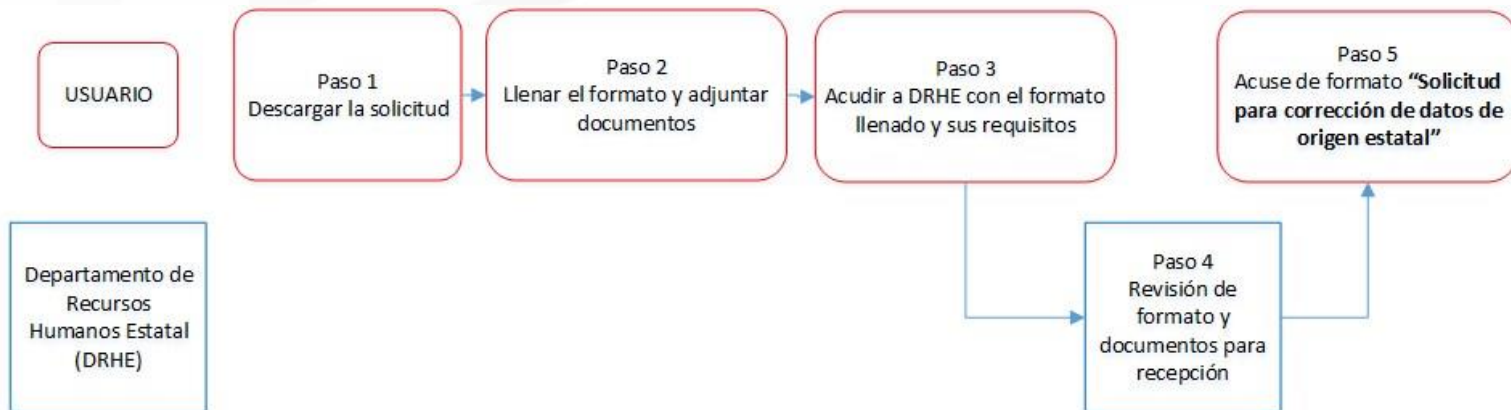 USUARIO
Paso 1
Descargar la solicitud
Paso 2
Llenar el formato y adjuntar
documentos
Paso 3
Acudir a DRHE con el formato
llenado y sus requisitos
Paso 5
Acuse de formato “Solicitud
para corrección de datos de
origen estatal”
Departamento de
Recursos
Humanos Estatal
(DRHE)
Paso 4
Revisión de
formato y
documentos para
recepción